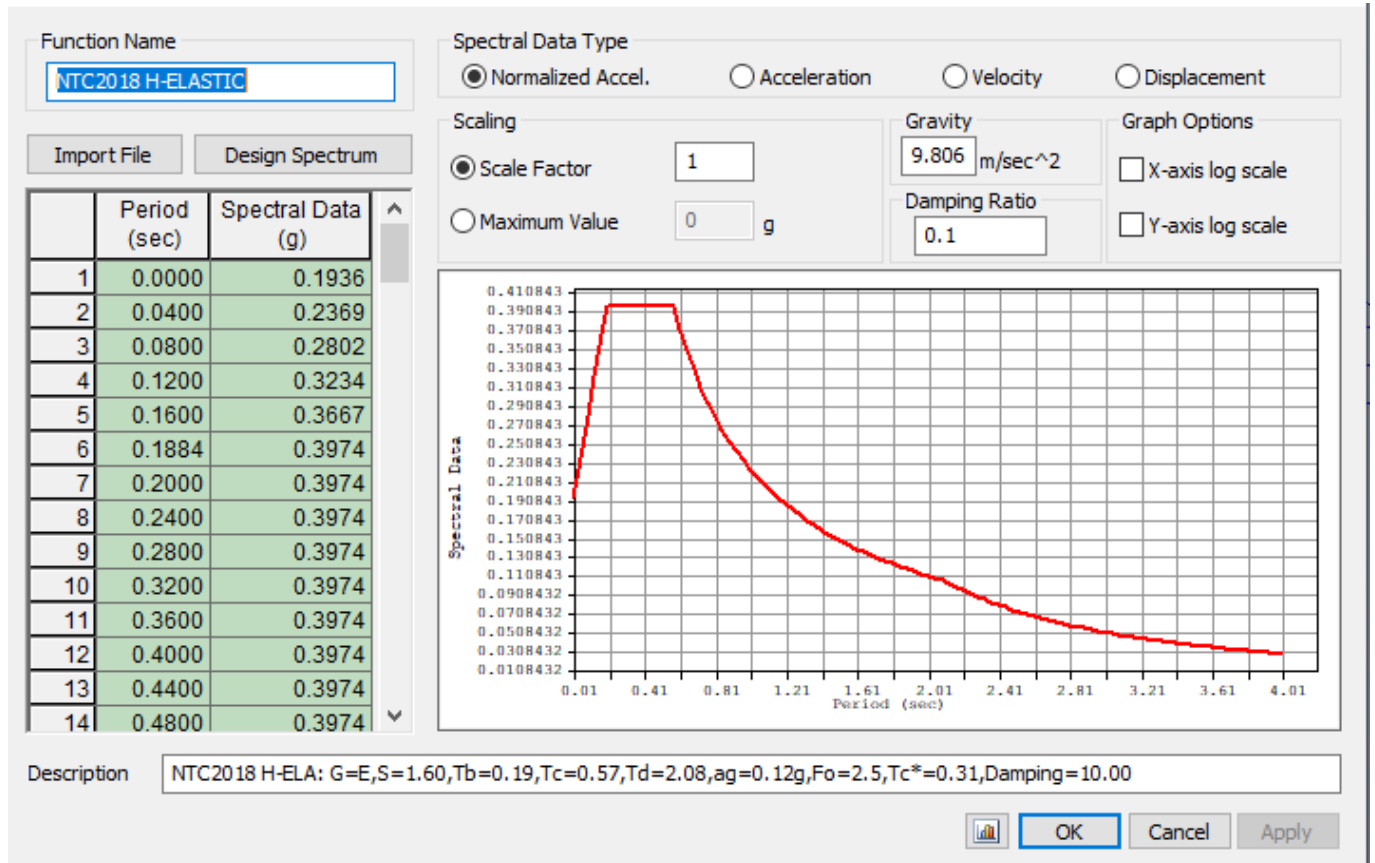 Function Name
NTC2018 H-ELASTIC
Import File
Design Spectrum
Period (sec) Spectral Data (g)
1 0.0000 0.1936
2 0.0400 0.2369
3 0.0800 0.2802
4 0.1200 0.3234
5 0.1600 0.3667
6 0.1884 0.3974
7 0.2000 0.3974
8 0.2400 0.3974
9 0.2800 0.3974
10 0.3200 0.3974
11 0.3600 0.3974
12 0.4000 0.3974
13 0.4400 0.3974
14 0.4800 0.3974
Spectral Data Type
Normalized Accel. Acceleration Velocity Displacement
Scaling
Scale Factor 1
Maximum Value 0 g
Gravity
9.806 m/sec^2
Damping Ratio
0.1
Graph Options
X-axis log scale
Y-axis log scale
0.410843
0.390843
0.370843
0.350843
0.330843
0.310843
0.290843
0.270843
0.250843
0.230843
0.210843
0.190843
0.170843
0.150843
0.130843
0.110843
0.0908432
0.0708432
0.0508432
0.0308432
0.0108432
Spectral Data
0.01 0.41 0.81 1.21 1.61 2.01 2.41 2.81 3.21 3.61 4.01
Period (sec)
Description NTC2018 H-ELA: G=E,S=1.60,Tb=0.19,Tc=0.57,Td=2.08,ag=0.12g,Fo=2.5,Tc*=0.31,Damping=10.00
OK Cancel Apply